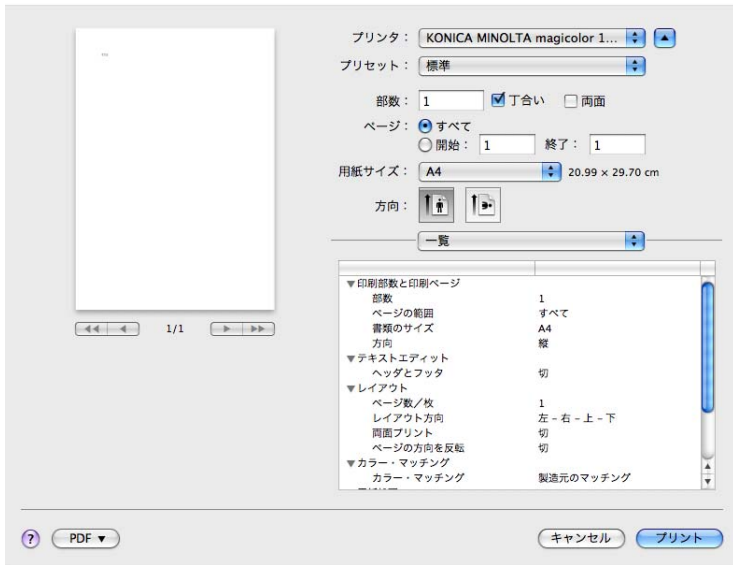 プリンタ： KONICA MINOLTA magicolor 1...
プリセット： 標準
部数： 1 丁合い 両面
ページ： すべて
開始： 1 終了： 1
用紙サイズ： A4 20.99 × 29.70 cm
方向：
一覧
▼印刷部数と印刷ページ
部数 1
ページの範囲 すべて
書類のサイズ A4
方向 縦
▼テキストエディット
ヘッダとフッタ 切
▼レイアウト
ページ数／枚 1
レイアウト方向 左 – 右 – 上 – 下
両面プリント 切
ページの方向を反転 切
▼カラー・マッチング
カラー・マッチング 製造元のマッチング
1/1
? PDF ▼ キャンセル プリント